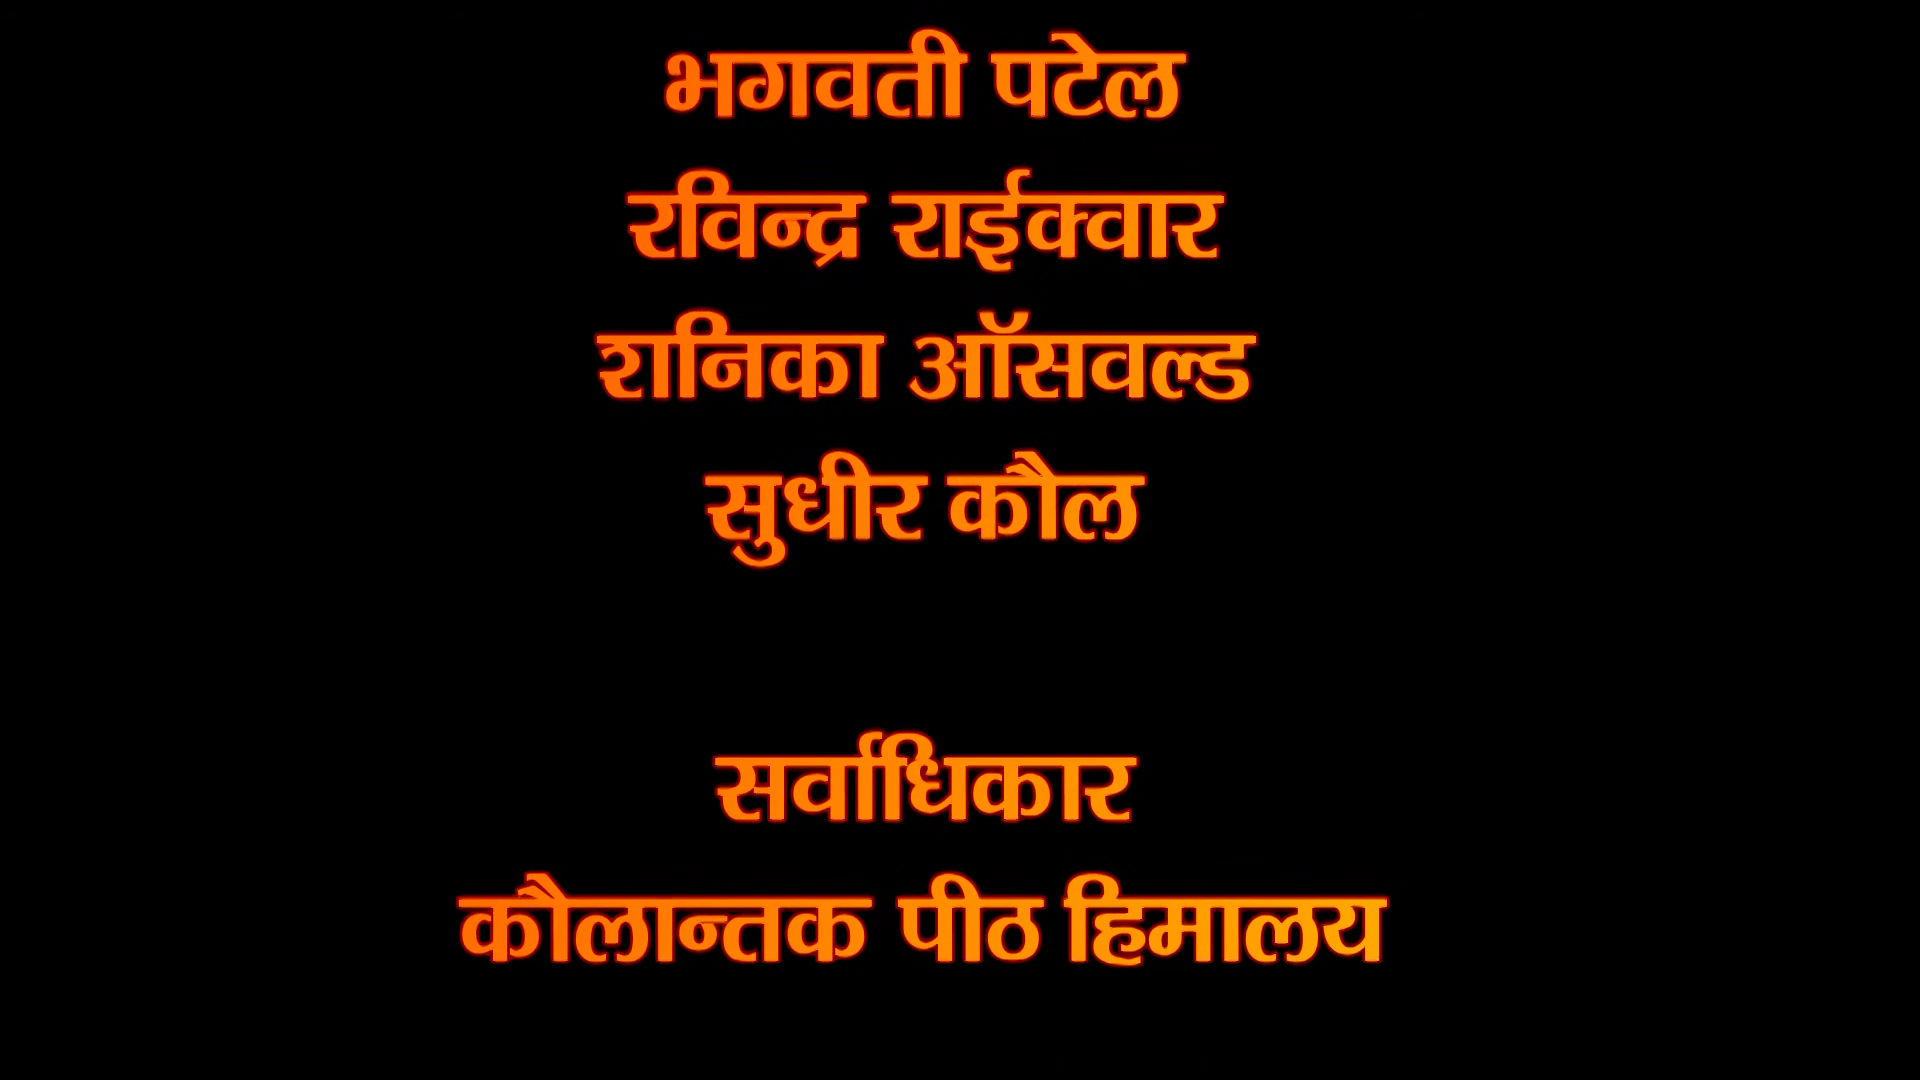 भगवती पटेल
रविन्द्र राईक्वार
शनिका ऑसवल्ड
सुधीर कौल
सर्वाधिकार
कौलान्तक पीठ हिमालय